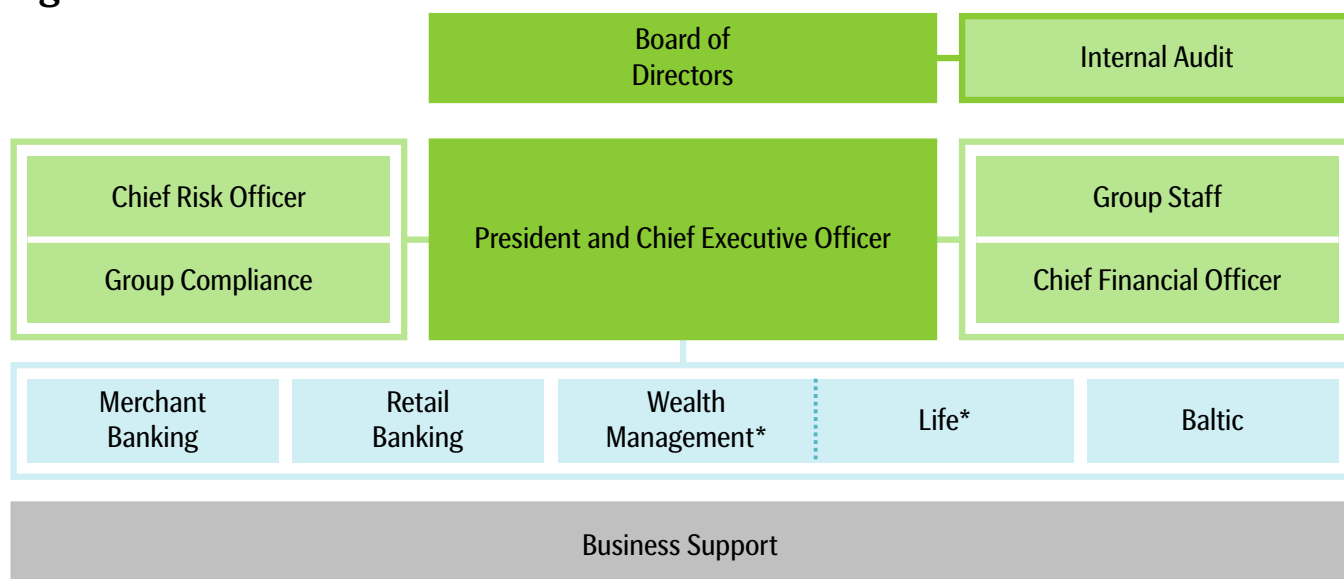 Board of
Directors
Internal Audit
Chief Risk Officer
Group Compliance
President and Chief Executive Officer
Group Staff
Chief Financial Officer
Merchant
Banking
Retail
Banking
Wealth
Management*
Life*
Baltic
Business Support